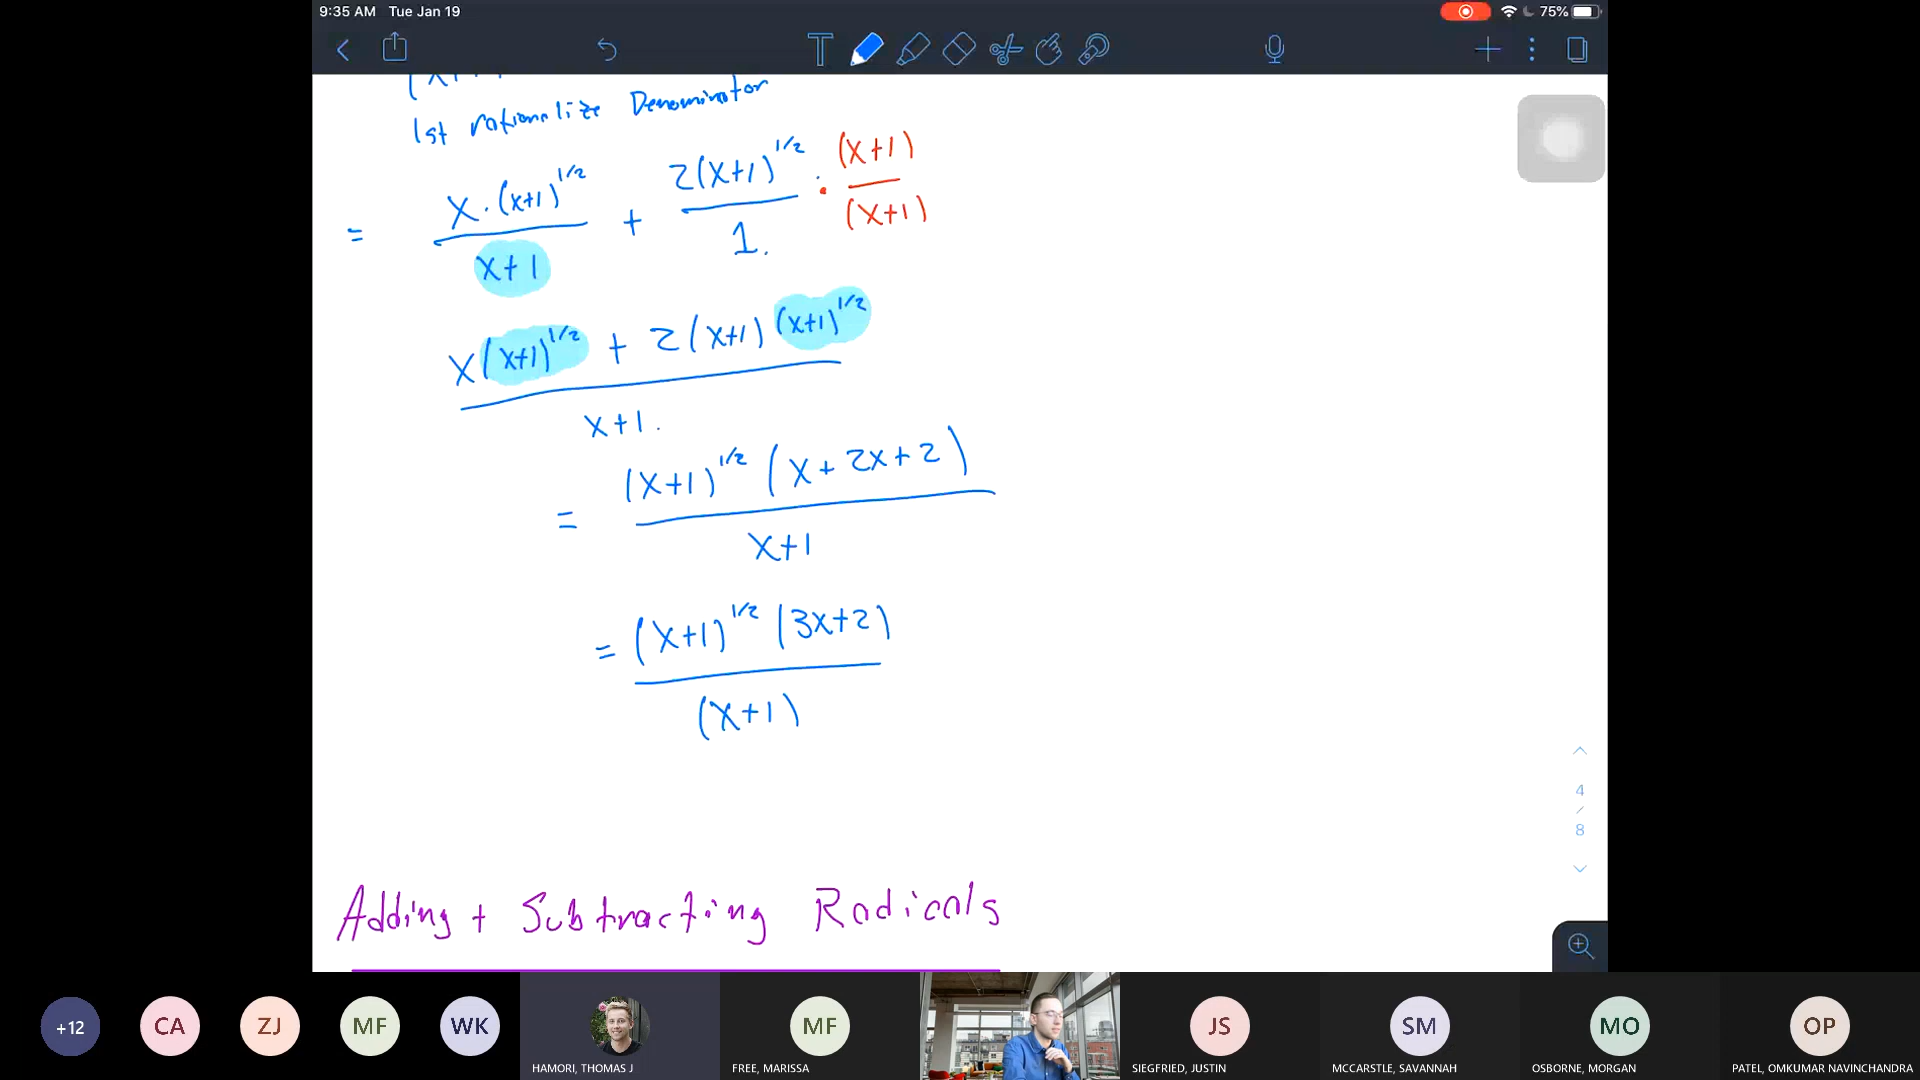 9:35 AM Tue Jan 19 75%
1st rationalize Denominator
= x·(x+1)^1/2 / x+1 + 2(x+1)^1/2 / 1. · (x+1) / (x+1)
x(x+1)^1/2 + 2(x+1)(x+1)^1/2 / x+1.
= (x+1)^1/2 (x+2x+2) / x+1
= (x+1)^1/2 (3x+2) / (x+1)
4 / 8
Adding + Subtracting Radicals
+12 CA ZJ MF WK MF JS SM MO OP
HAMORI, THOMAS J FREE, MARISSA SIEGFRIED, JUSTIN MCCARSTLE, SAVANNAH OSBORNE, MORGAN PATEL, OMKUMAR NAVINCHANDRA